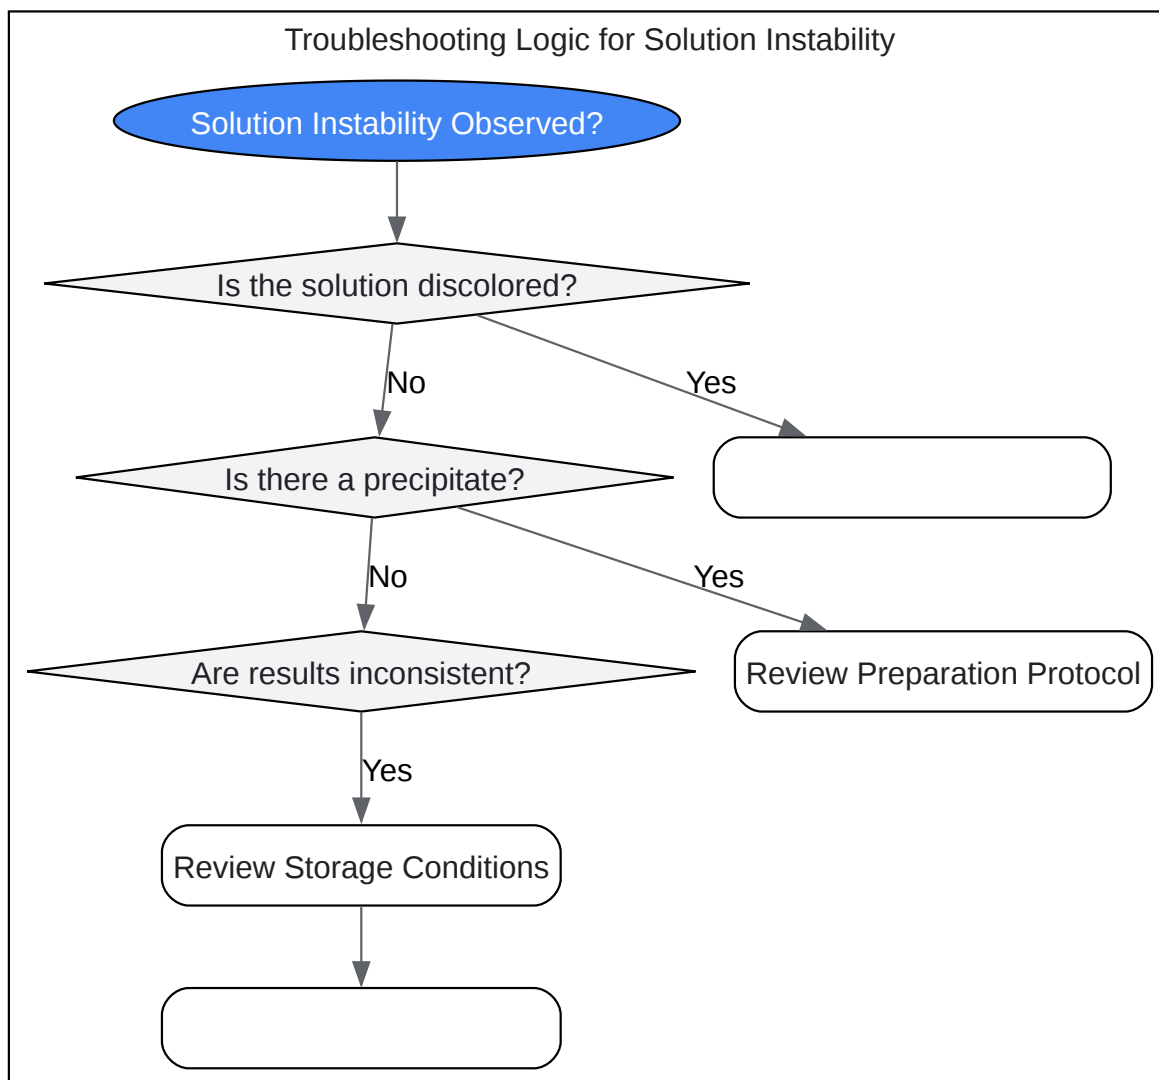 Troubleshooting Logic for Solution Instability
Solution Instability Observed?
Is the solution discolored?
No
Yes
Is there a precipitate?
No
Yes
Are results inconsistent?
Review Preparation Protocol
Yes
Review Storage Conditions